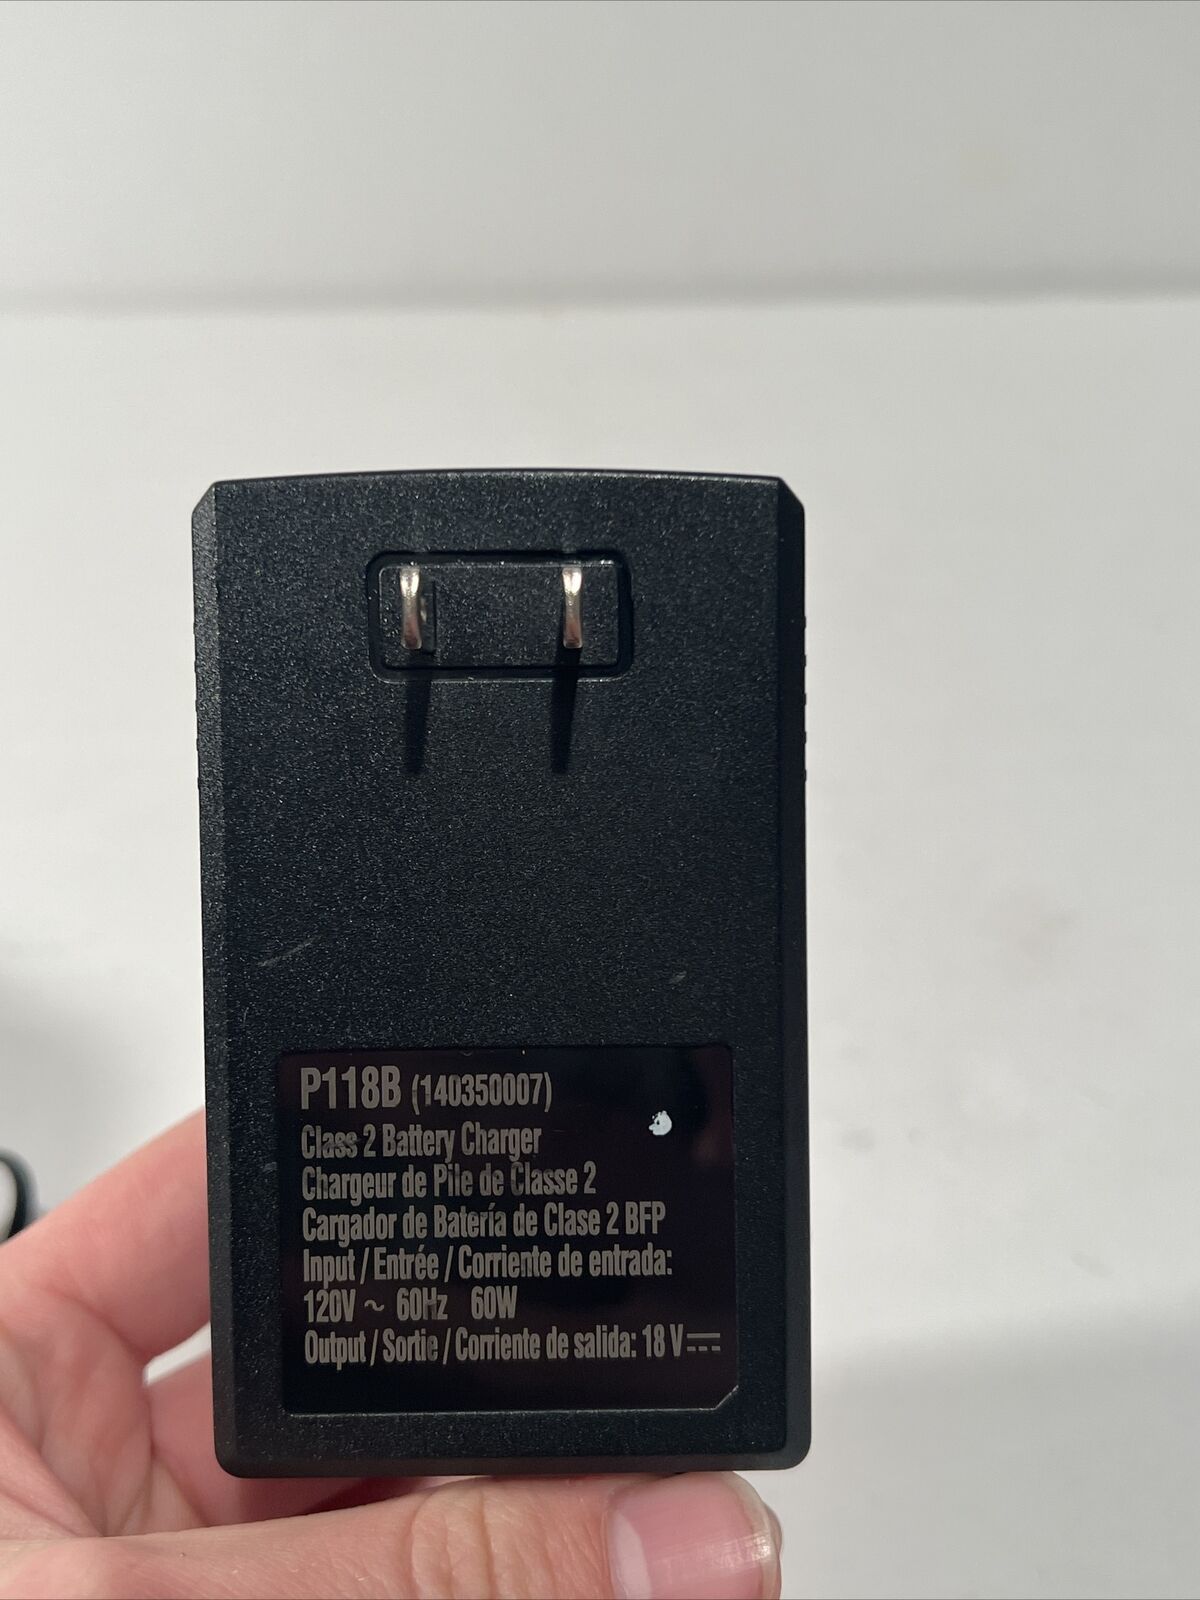 P118B (140350007)
Class 2 Battery Charger
Chargeur de Pile de Classe 2
Cargador de Batería de Clase 2 BFP
Input / Entrée / Corriente de entrada:
120V ~ 60Hz 60W
Output / Sortie / Corriente de salida: 18 V⎓